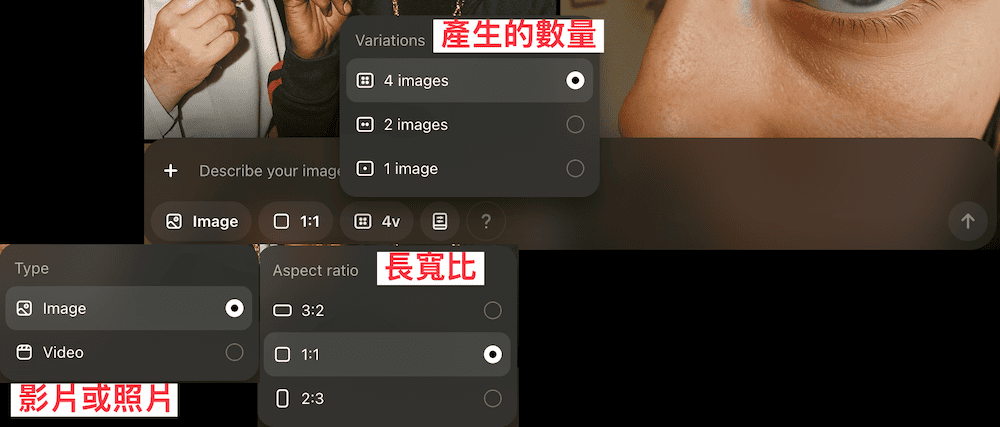 Variations 產生的數量
4 images
2 images
1 image
Describe your image
Image 1:1 4v ?
Type
Image
Video
影片或照片
Aspect ratio 長寬比
3:2
1:1
2:3